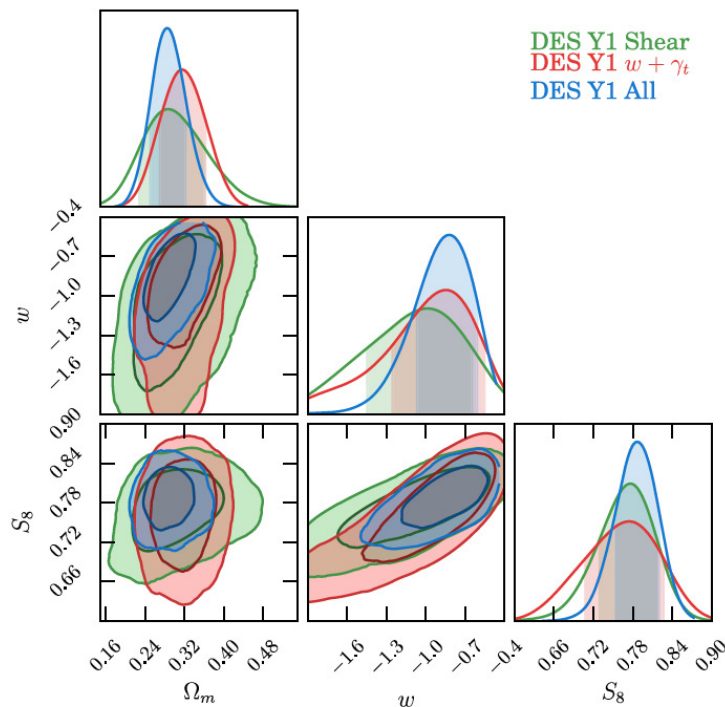 DES Y1 Shear
DES Y1 w + γt
DES Y1 All
−0.4
−0.7
−1.0
−1.3
−1.6
w
0.90
0.84
0.78
0.72
0.66
S8
0.16 0.24 0.32 0.40 0.48
Ωm
−1.6 −1.3 −1.0 −0.7 −0.4
w
0.66 0.72 0.78 0.84 0.90
S8